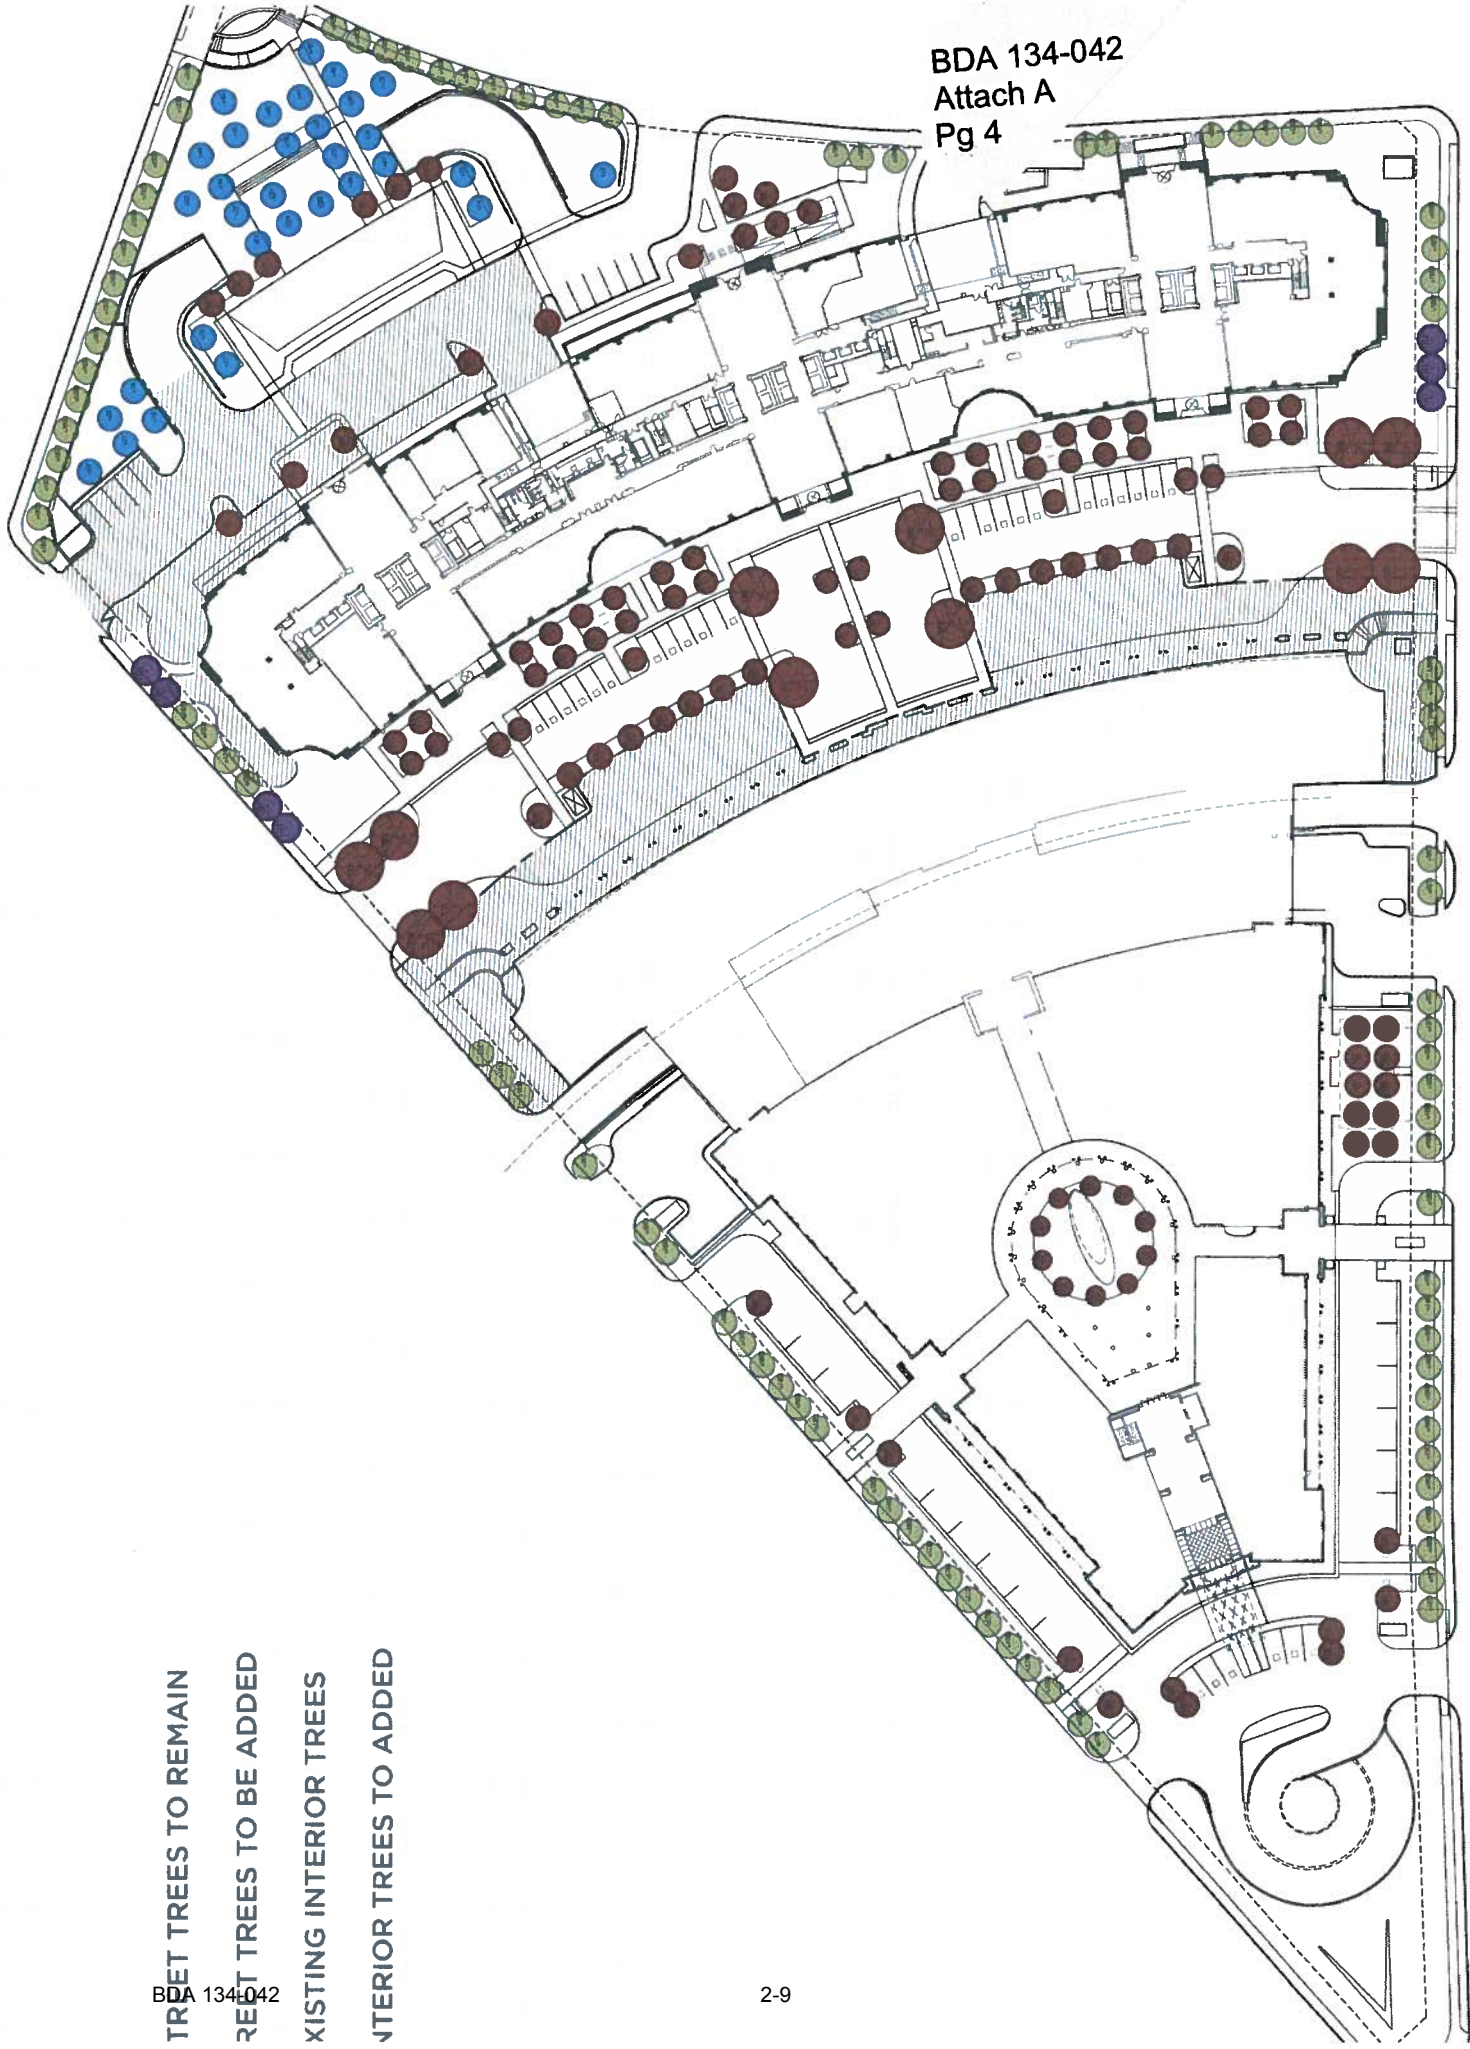 BDA 134-042
Attach A
Pg 4
TREET TREES TO REMAIN
REET TREES TO BE ADDED
XISTING INTERIOR TREES
NTERIOR TREES TO ADDED
BDA 134-042
2-9